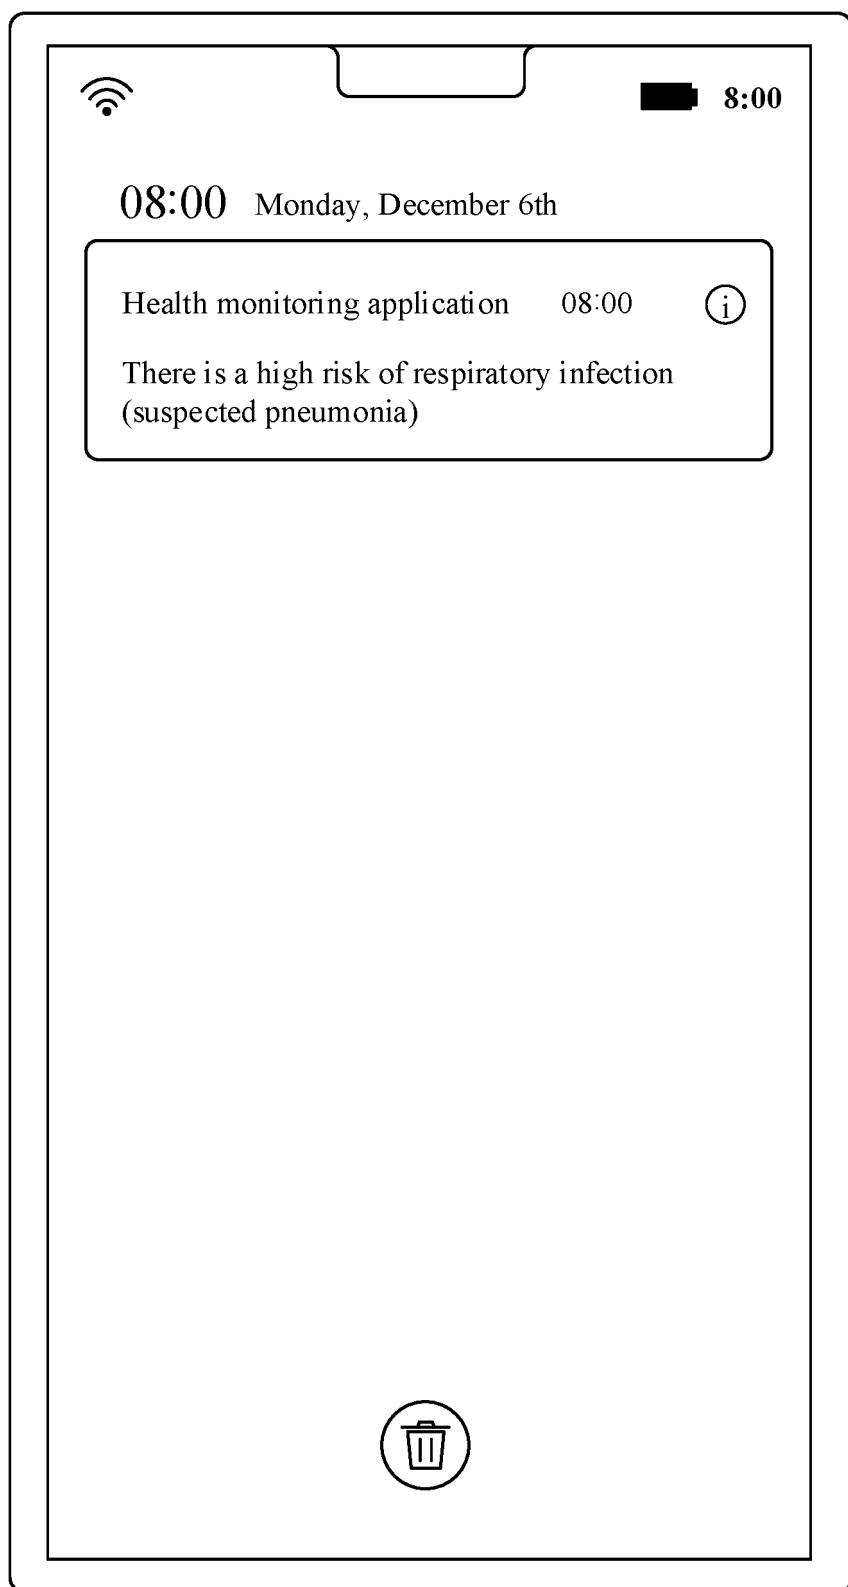 8:00
08:00 Monday, December 6th
Health monitoring application 08:00 i
There is a high risk of respiratory infection
(suspected pneumonia)